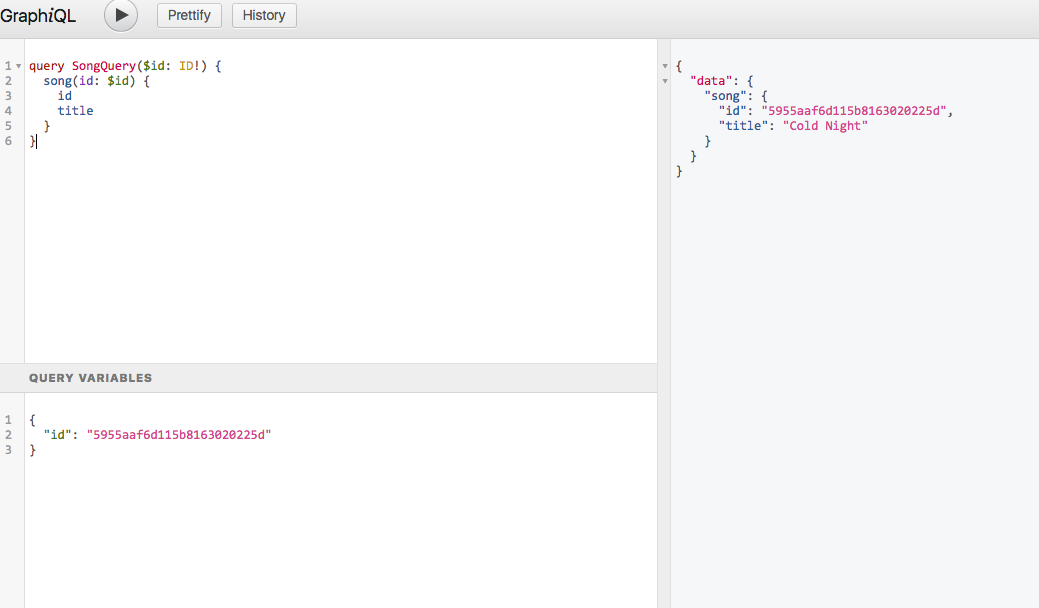 GraphiQL Prettify History
1 query SongQuery($id: ID!) {
2 song(id: $id) {
3 id
4 title
5 }
6 }
QUERY VARIABLES
1 {
2 "id": "5955aaf6d115b8163020225d"
3 }
{
"data": {
"song": {
"id": "5955aaf6d115b8163020225d",
"title": "Cold Night"
}
}
}